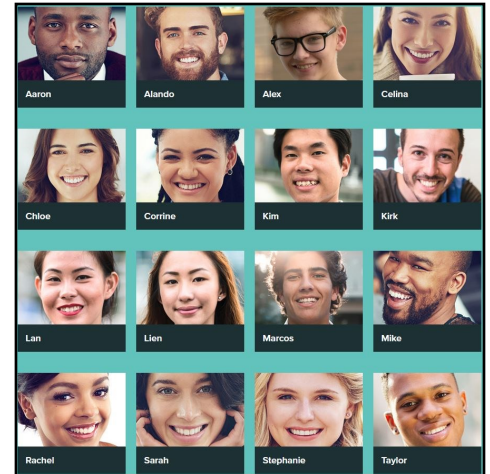 Aaron
Alando
Alex
Celina
Chloe
Corrine
Kim
Kirk
Lan
Lien
Marcos
Mike
Rachel
Sarah
Stephanie
Taylor